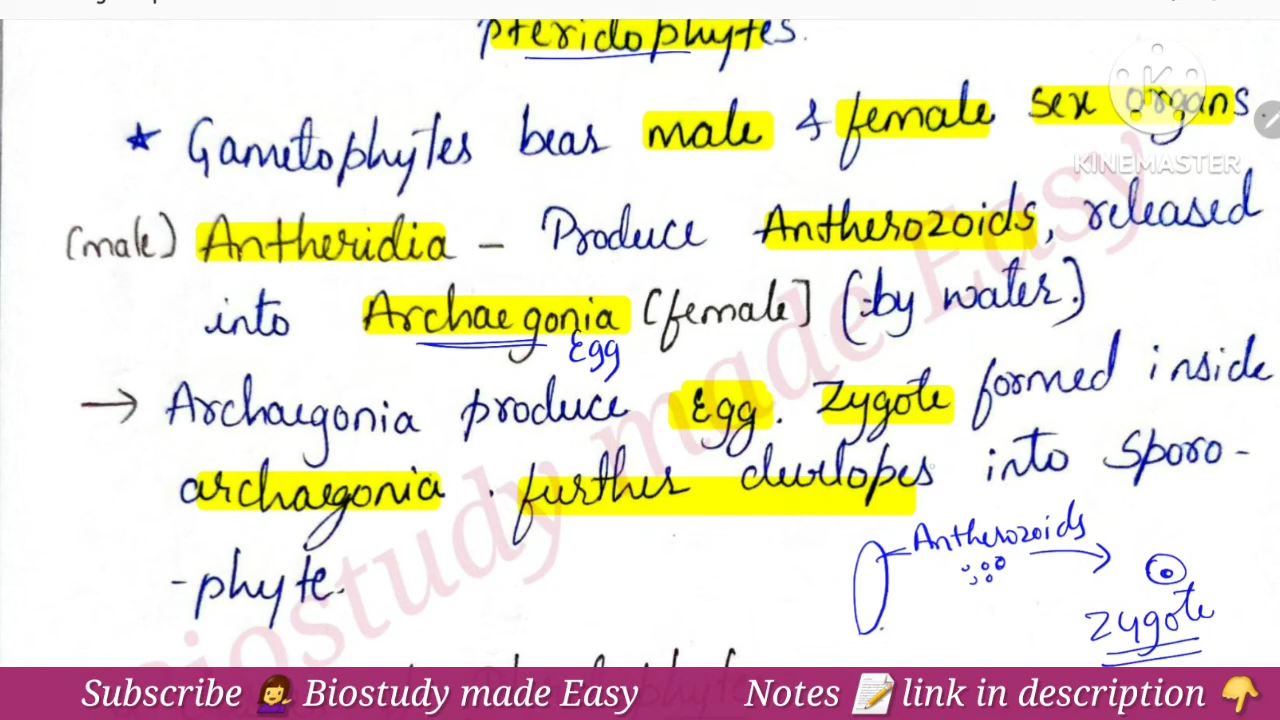 pteridophytes.
★ Gametophytes bear male & female sex organs
KINEMASTER
(male) Antheridia – Produce Antherozoids, released
into Archaegonia [female] (:by water.)
Egg
→ Archaegonia produce Egg. Zygote formed inside
archaegonia. further devlopes into Sporo-
-phyte.
Antherozoids
Zygote
Biostudy made Easy
Subscribe 🙇‍♀️ Biostudy made Easy Notes 📝 link in description 👇